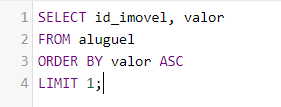 1 SELECT id_imovel, valor
2 FROM aluguel
3 ORDER BY valor ASC
4 LIMIT 1;